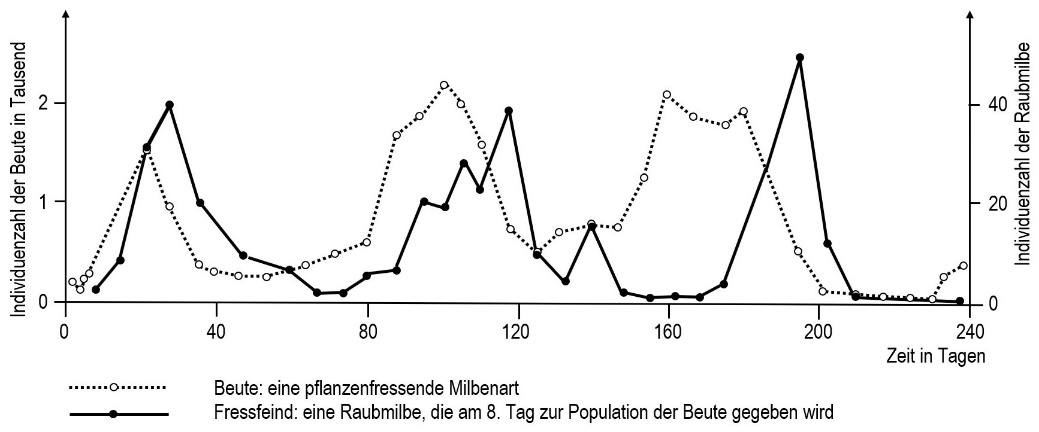 Individuenzahl der Beute in Tausend
2
1
0
Individuenzahl der Raubmilbe
40
20
0
0 40 80 120 160 200 240
Zeit in Tagen
Beute: eine pflanzenfressende Milbenart
Fressfeind: eine Raubmilbe, die am 8. Tag zur Population der Beute gegeben wird